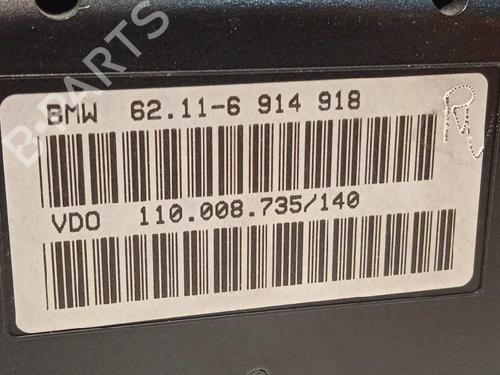 BMW 62.11-6 914 918
VDO 110.008.735/140
B-PARTS